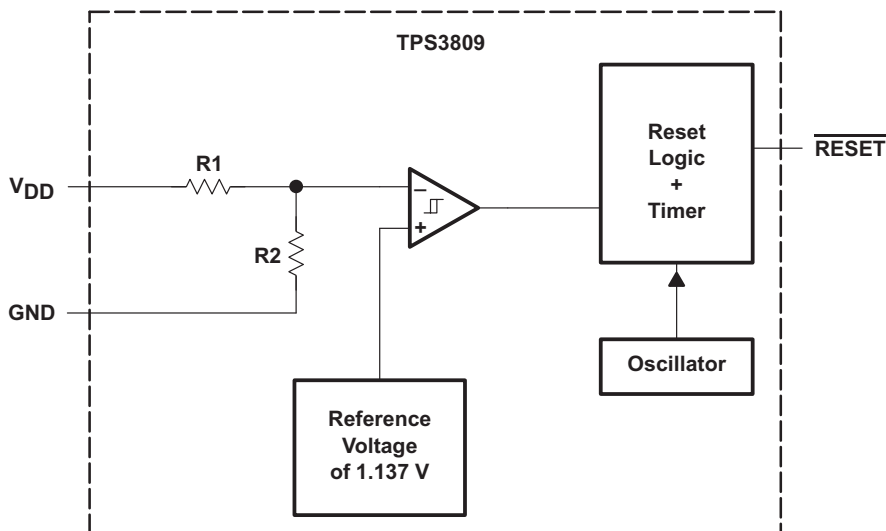 TPS3809
Reset
Logic
+
Timer
RESET
R1
VDD
−
+
R2
GND
Oscillator
Reference
Voltage
of 1.137 V